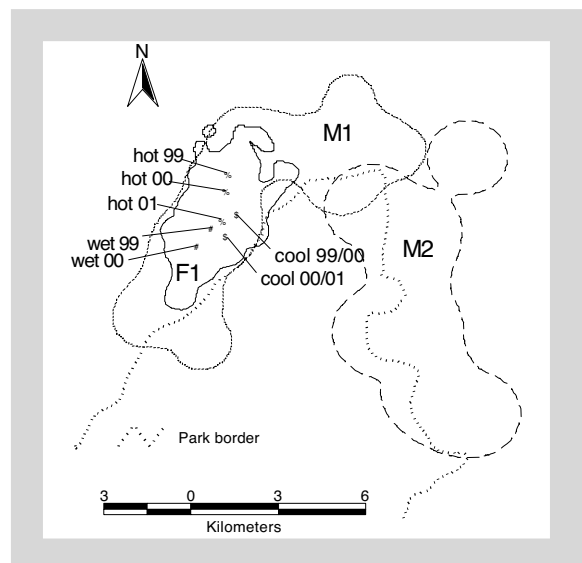 N
M1
hot 99
hot 00
hot 01
wet 99
wet 00
F1
cool 99/00
cool 00/01
M2
Park border
3 0 3 6
Kilometers